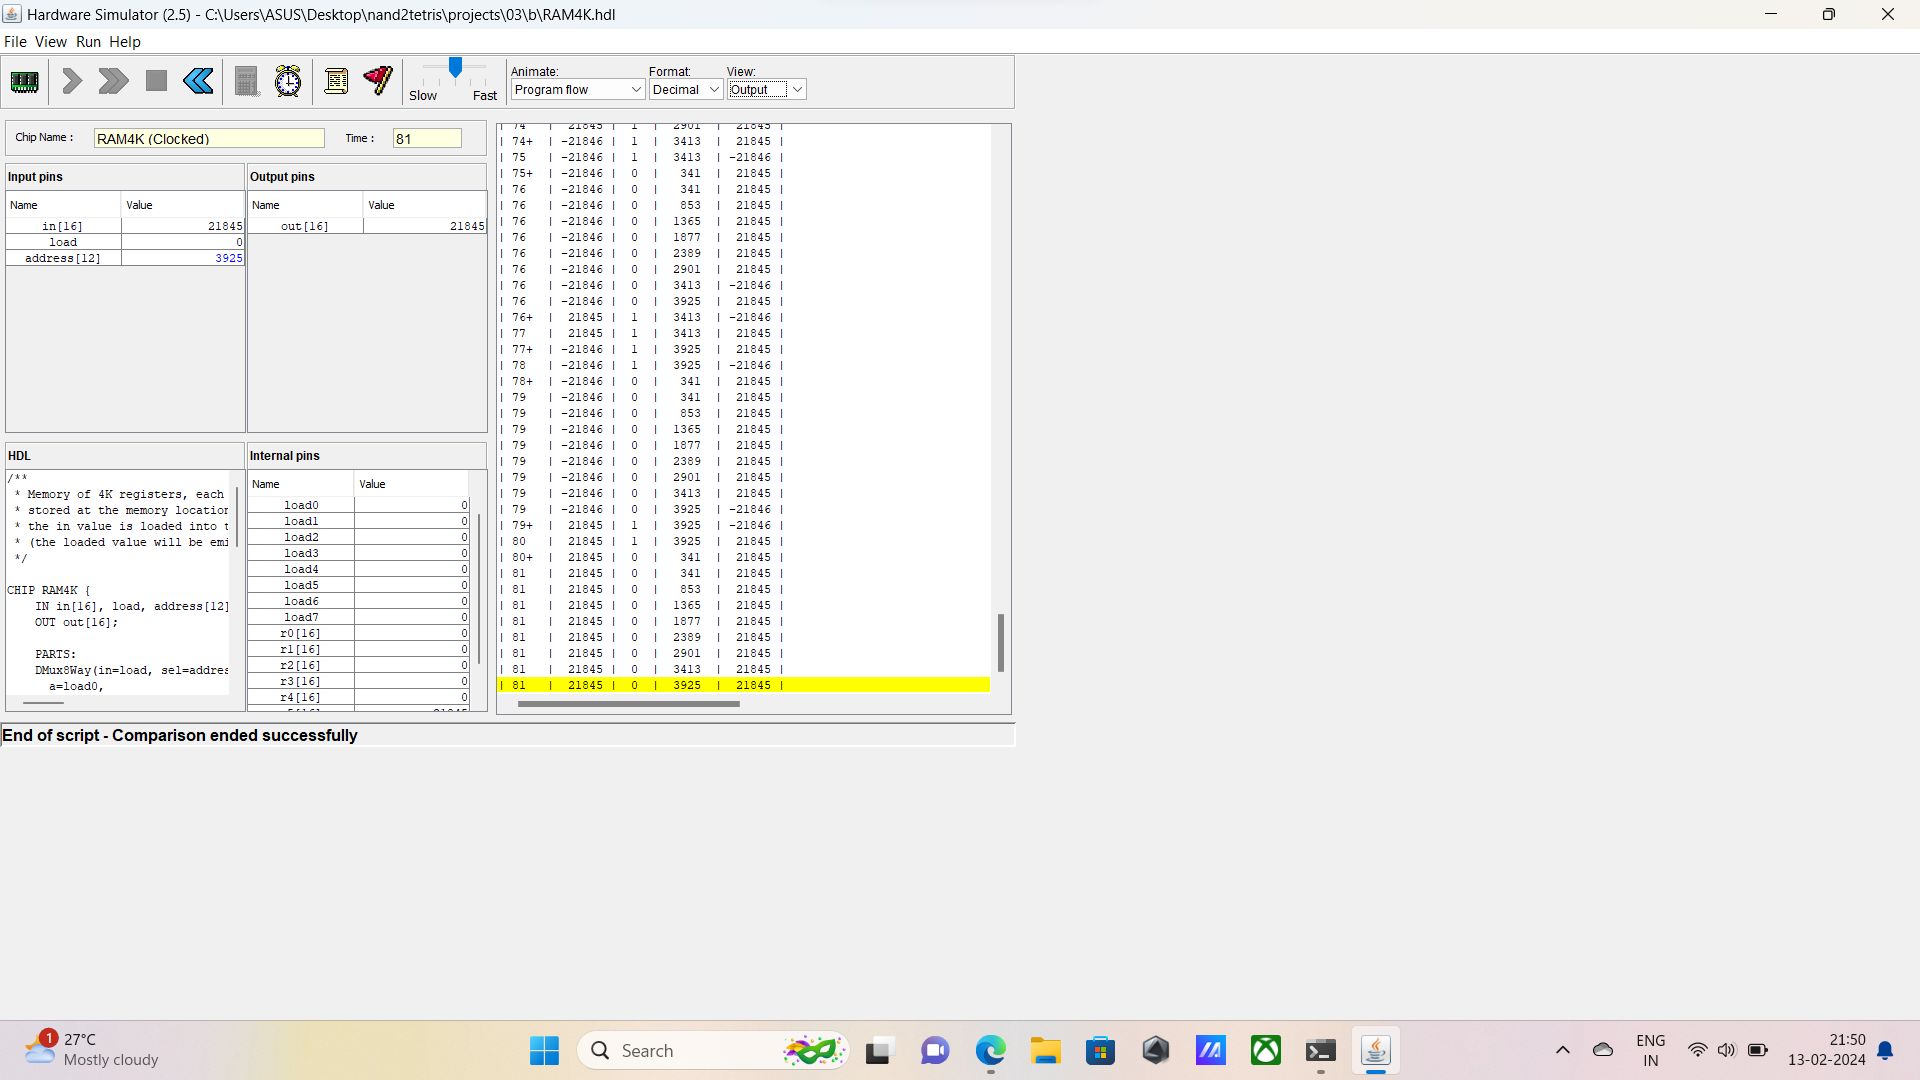 Hardware Simulator (2.5) - C:\Users\ASUS\Desktop\nand2tetris\projects\03\b\RAM4K.hdl
File View Run Help
Slow Fast
Animate:
Program flow
Format:
Decimal
View:
Output
Chip Name : RAM4K (Clocked) Time : 81
Input pins
Name Value
in[16] 21845
load 0
address[12] 3925
Output pins
Name Value
out[16] 21845
HDL
/**
* Memory of 4K registers, each
* stored at the memory location
* the in value is loaded into t
* (the loaded value will be emi
*/
CHIP RAM4K {
IN in[16], load, address[12]
OUT out[16];
PARTS:
DMux8Way(in=load, sel=addres
a=load0,
Internal pins
Name Value
load0 0
load1 0
load2 0
load3 0
load4 0
load5 0
load6 0
load7 0
r0[16] 0
r1[16] 0
r2[16] 0
r3[16] 0
r4[16] 0
| 74 | 21845 | 1 | 2901 | 21845 |
| 74+ | -21846 | 1 | 3413 | 21845 |
| 75 | -21846 | 1 | 3413 | -21846 |
| 75+ | -21846 | 0 | 341 | 21845 |
| 76 | -21846 | 0 | 341 | 21845 |
| 76 | -21846 | 0 | 853 | 21845 |
| 76 | -21846 | 0 | 1365 | 21845 |
| 76 | -21846 | 0 | 1877 | 21845 |
| 76 | -21846 | 0 | 2389 | 21845 |
| 76 | -21846 | 0 | 2901 | 21845 |
| 76 | -21846 | 0 | 3413 | -21846 |
| 76 | -21846 | 0 | 3925 | 21845 |
| 76+ | 21845 | 1 | 3413 | -21846 |
| 77 | 21845 | 1 | 3413 | 21845 |
| 77+ | -21846 | 1 | 3925 | 21845 |
| 78 | -21846 | 1 | 3925 | -21846 |
| 78+ | -21846 | 0 | 341 | 21845 |
| 79 | -21846 | 0 | 341 | 21845 |
| 79 | -21846 | 0 | 853 | 21845 |
| 79 | -21846 | 0 | 1365 | 21845 |
| 79 | -21846 | 0 | 1877 | 21845 |
| 79 | -21846 | 0 | 2389 | 21845 |
| 79 | -21846 | 0 | 2901 | 21845 |
| 79 | -21846 | 0 | 3413 | 21845 |
| 79 | -21846 | 0 | 3925 | -21846 |
| 79+ | 21845 | 1 | 3925 | -21846 |
| 80 | 21845 | 1 | 3925 | 21845 |
| 80+ | 21845 | 0 | 341 | 21845 |
| 81 | 21845 | 0 | 341 | 21845 |
| 81 | 21845 | 0 | 853 | 21845 |
| 81 | 21845 | 0 | 1365 | 21845 |
| 81 | 21845 | 0 | 1877 | 21845 |
| 81 | 21845 | 0 | 2389 | 21845 |
| 81 | 21845 | 0 | 2901 | 21845 |
| 81 | 21845 | 0 | 3413 | 21845 |
| 81 | 21845 | 0 | 3925 | 21845 |
End of script - Comparison ended successfully
1
27°C
Mostly cloudy
Search
ENG
IN
21:50
13-02-2024